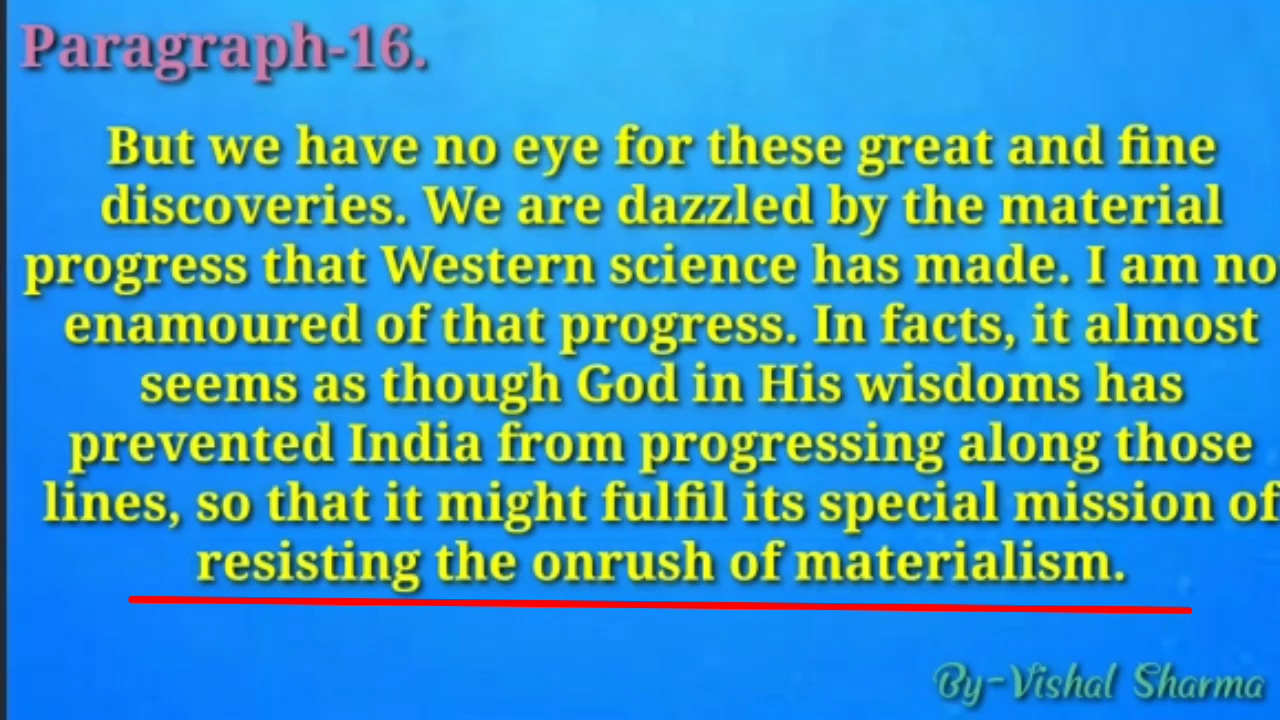 Paragraph-16.
But we have no eye for these great and fine
discoveries. We are dazzled by the material
progress that Western science has made. I am no
enamoured of that progress. In facts, it almost
seems as though God in His wisdoms has
prevented India from progressing along those
lines, so that it might fulfil its special mission of
resisting the onrush of materialism.
By-Vishal Sharma